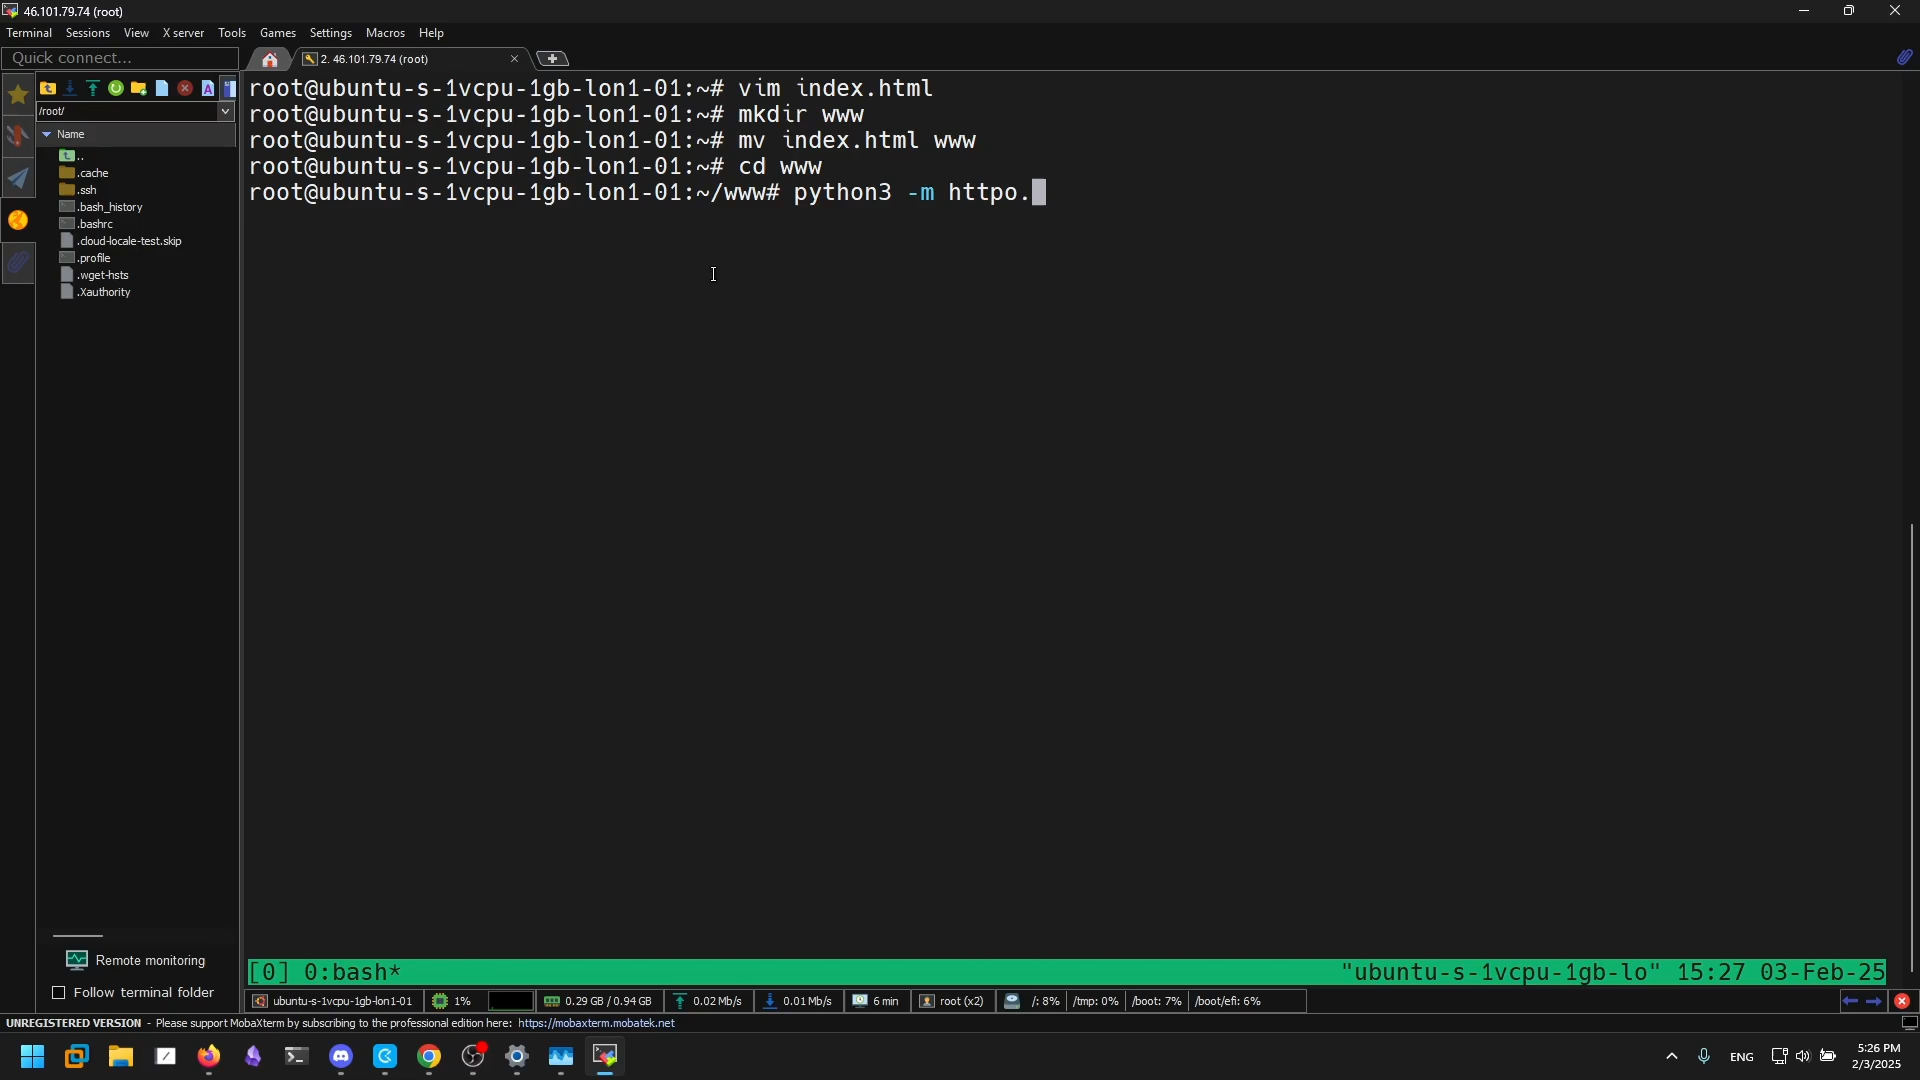 46.101.79.74 (root)
Terminal Sessions View X server Tools Games Settings Macros Help
Quick connect...
2. 46.101.79.74 (root)
/root/
Name
..
.cache
.ssh
.bash_history
.bashrc
.cloud-locale-test.skip
.profile
.wget-hsts
.Xauthority
Remote monitoring
Follow terminal folder
root@ubuntu-s-1vcpu-1gb-lon1-01:~# vim index.html
root@ubuntu-s-1vcpu-1gb-lon1-01:~# mkdir www
root@ubuntu-s-1vcpu-1gb-lon1-01:~# mv index.html www
root@ubuntu-s-1vcpu-1gb-lon1-01:~# cd www
root@ubuntu-s-1vcpu-1gb-lon1-01:~/www# python3 -m httpo.
[0] 0:bash* "ubuntu-s-1vcpu-1gb-lo" 15:27 03-Feb-25
ubuntu-s-1vcpu-1gb-lon1-01 1% 0.29 GB / 0.94 GB 0.02 Mb/s 0.01 Mb/s 6 min root (x2) /: 8% /tmp: 0% /boot: 7% /boot/efi: 6%
UNREGISTERED VERSION - Please support MobaXterm by subscribing to the professional edition here: https://mobaxterm.mobatek.net
ENG
5:26 PM
2/3/2025